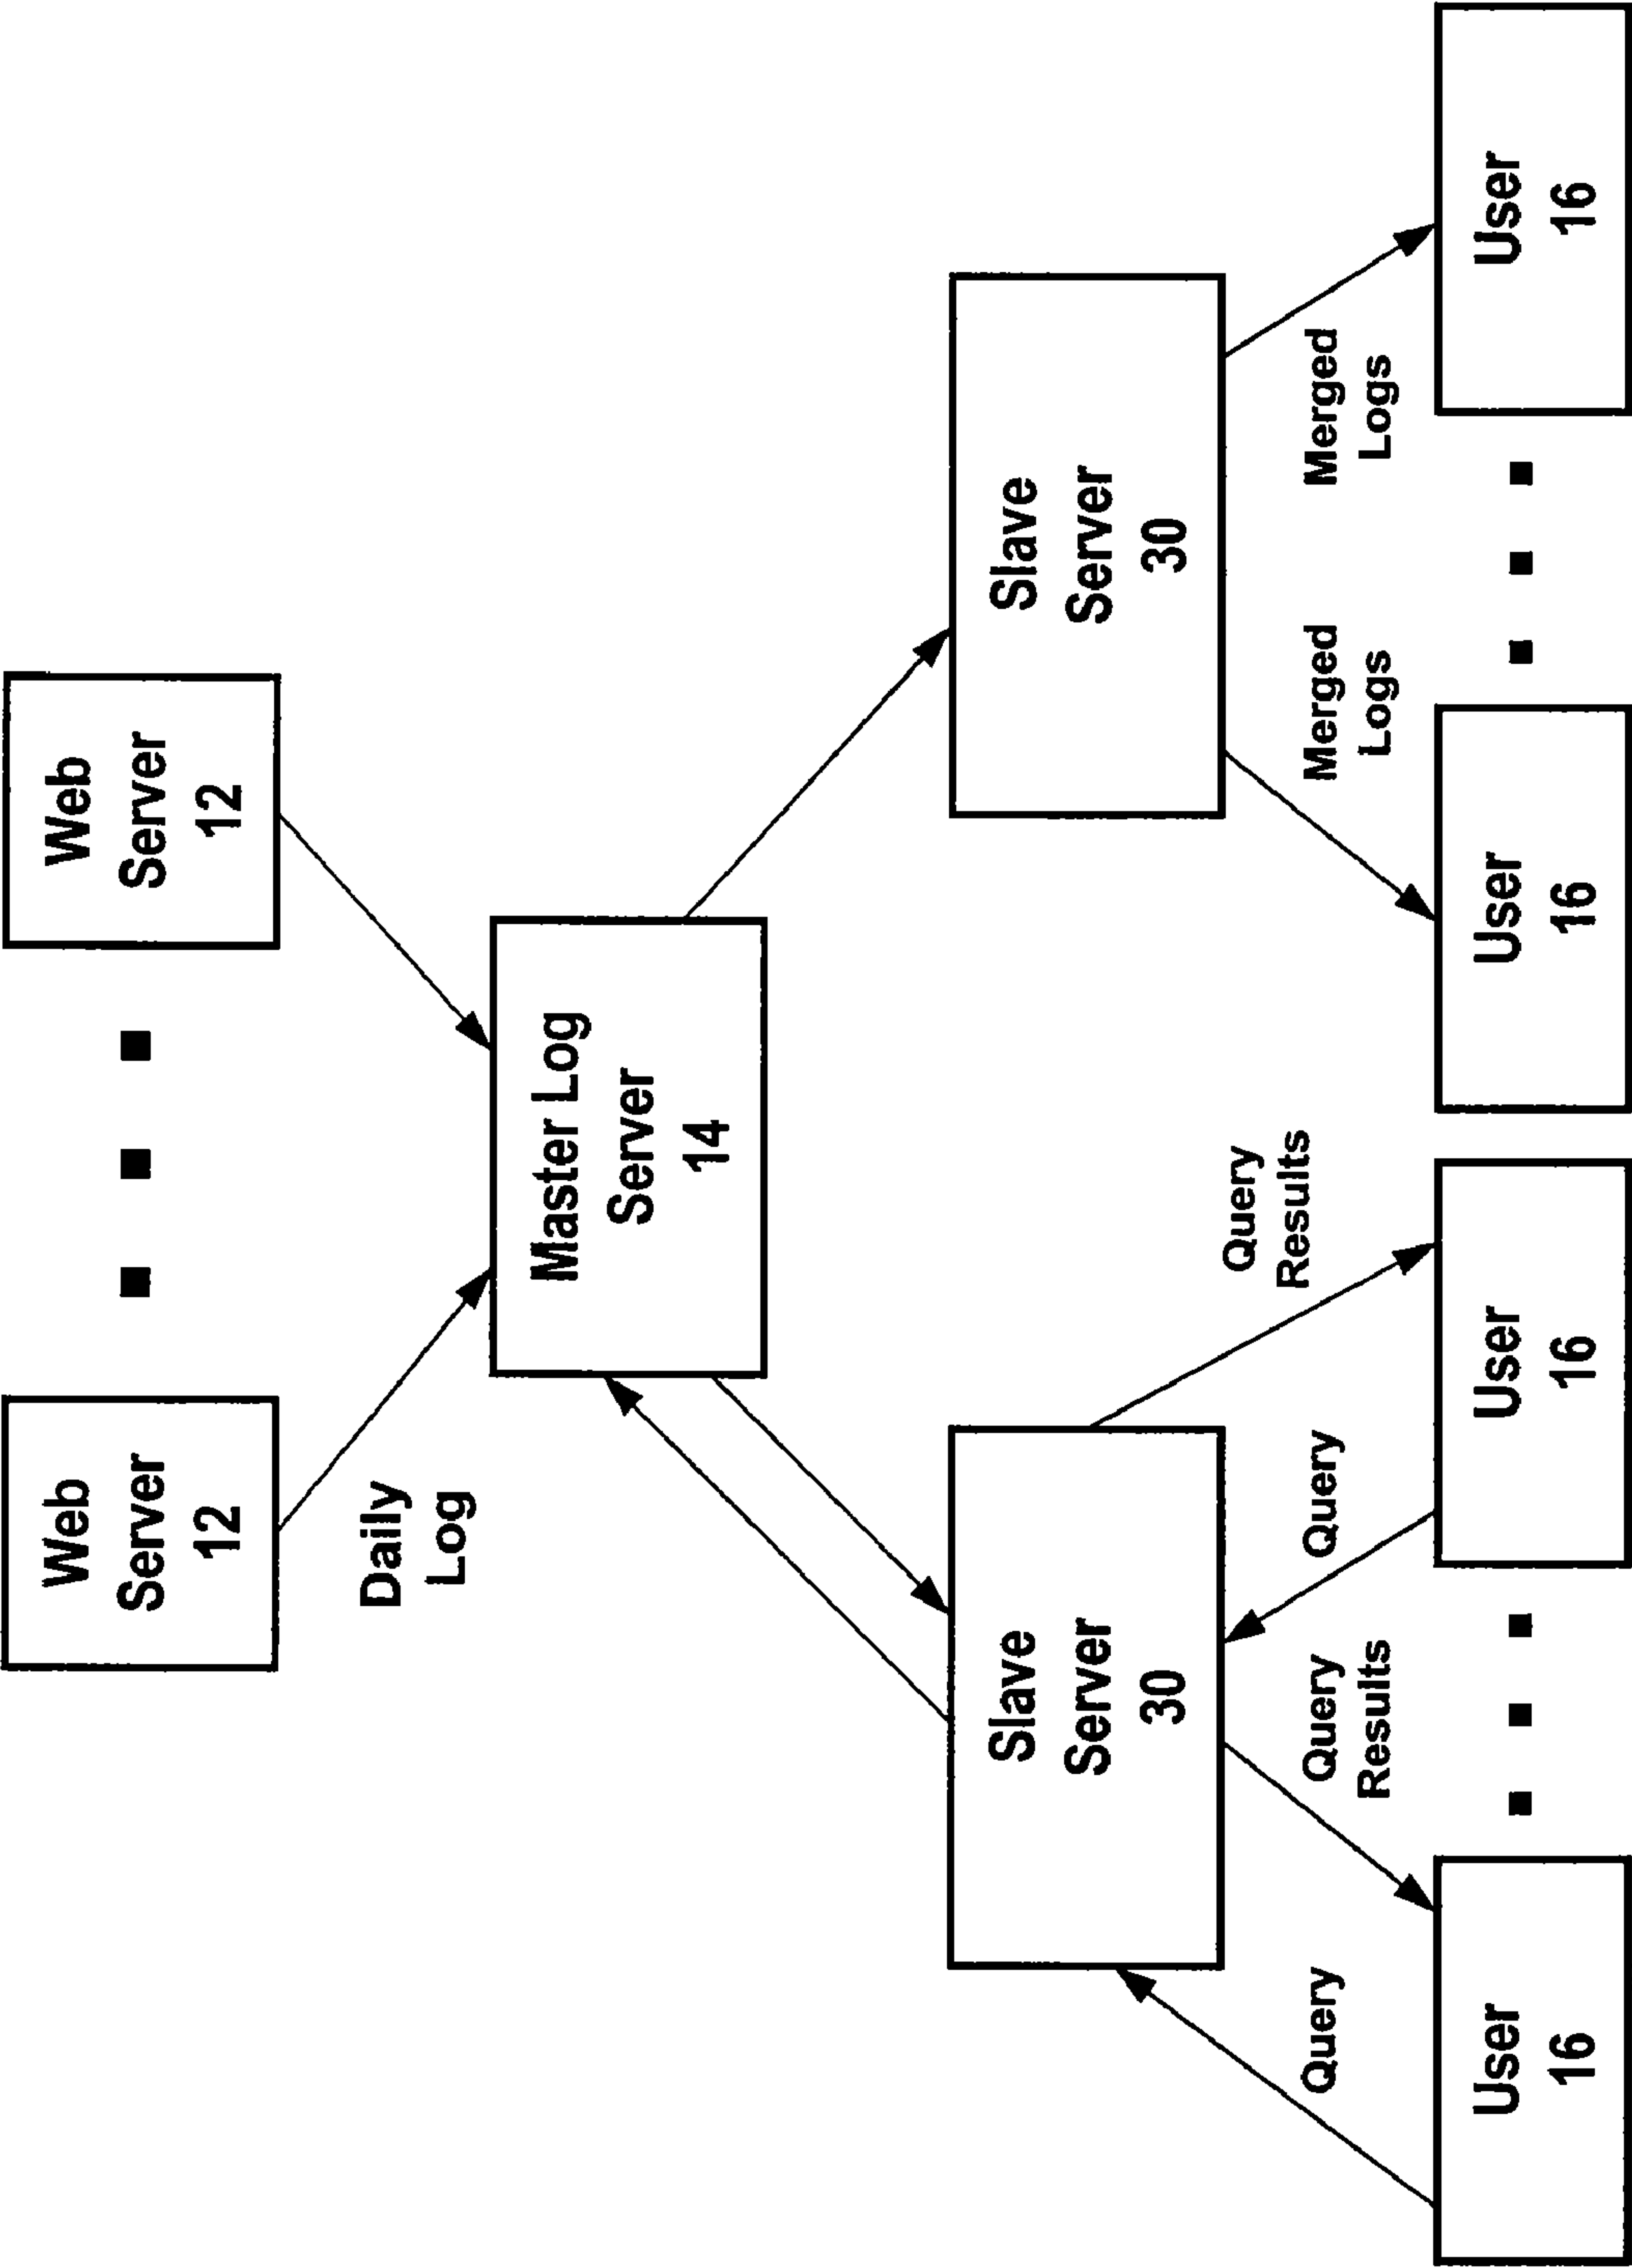 Web
Server
12
Web
Server
12
Daily
Log
Master Log
Server
14
Slave
Server
30
Slave
Server
30
Query
Query
Results
Query
Query
Results
Merged
Logs
Merged
Logs
User
16
User
16
User
16
User
16